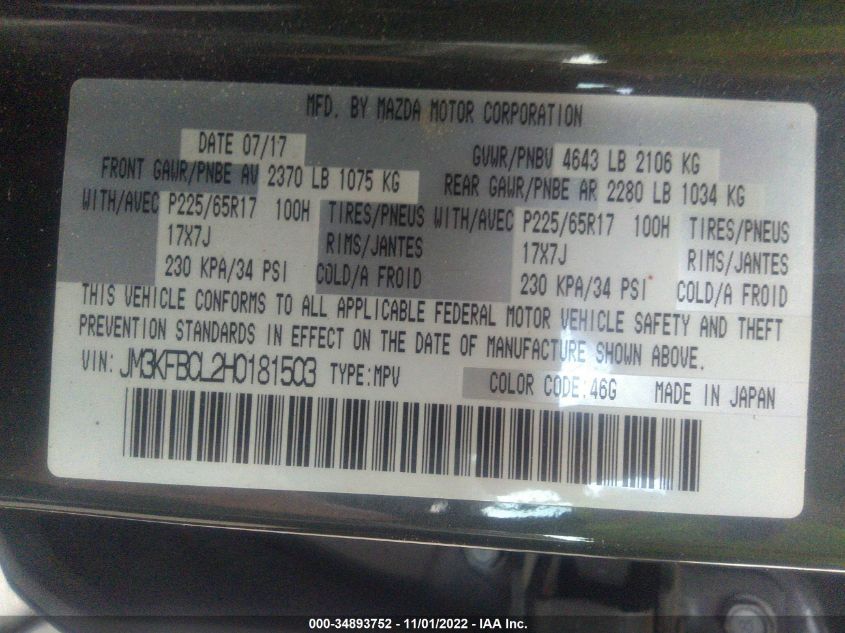 MFD. BY MAZDA MOTOR CORPORATION
DATE 07/17 GVWR/PNBV 4643 LB 2106 KG
FRONT GAWR/PNBE AV 2370 LB 1075 KG REAR GAWR/PNBE AR 2280 LB 1034 KG
WITH/AVEC P225/65R17 100H TIRES/PNEUS WITH/AVEC P225/65R17 100H TIRES/PNEUS
17X7J RIMS/JANTES 17X7J RIMS/JANTES
230 KPA/34 PSI COLD/A FROID 230 KPA/34 PSI COLD/A FROID
THIS VEHICLE CONFORMS TO ALL APPLICABLE FEDERAL MOTOR VEHICLE SAFETY AND THEFT
PREVENTION STANDARDS IN EFFECT ON THE DATE OF MANUFACTURE SHOWN ABOVE.
VIN: JM3KFBCL2H0181503 TYPE:MPV COLOR CODE:46G MADE IN JAPAN
000-34893752 - 11/01/2022 - IAA Inc.